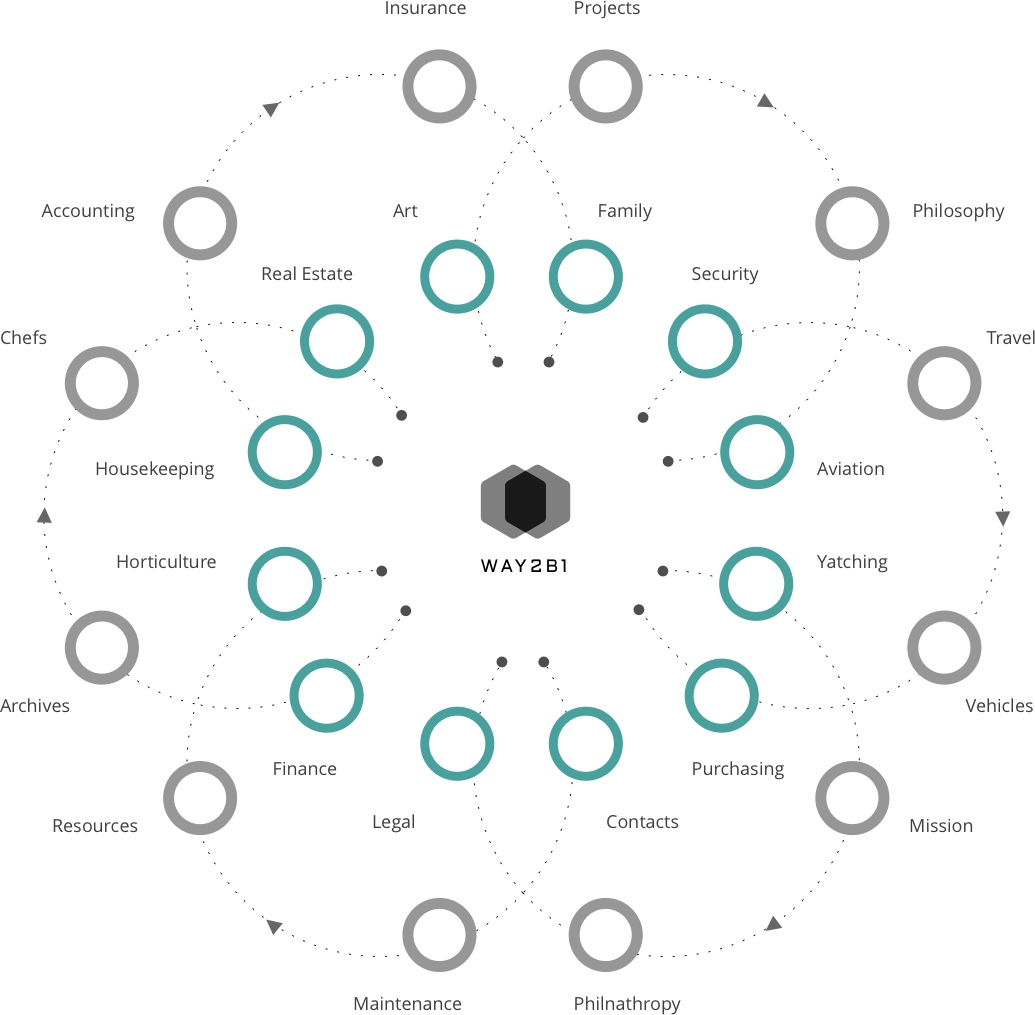 Insurance
Projects
Accounting
Art
Family
Philosophy
Real Estate
Security
Chefs
Travel
Housekeeping
Aviation
WAY2B1
Horticulture
Yatching
Archives
Vehicles
Finance
Purchasing
Resources
Legal
Contacts
Mission
Maintenance
Philnathropy